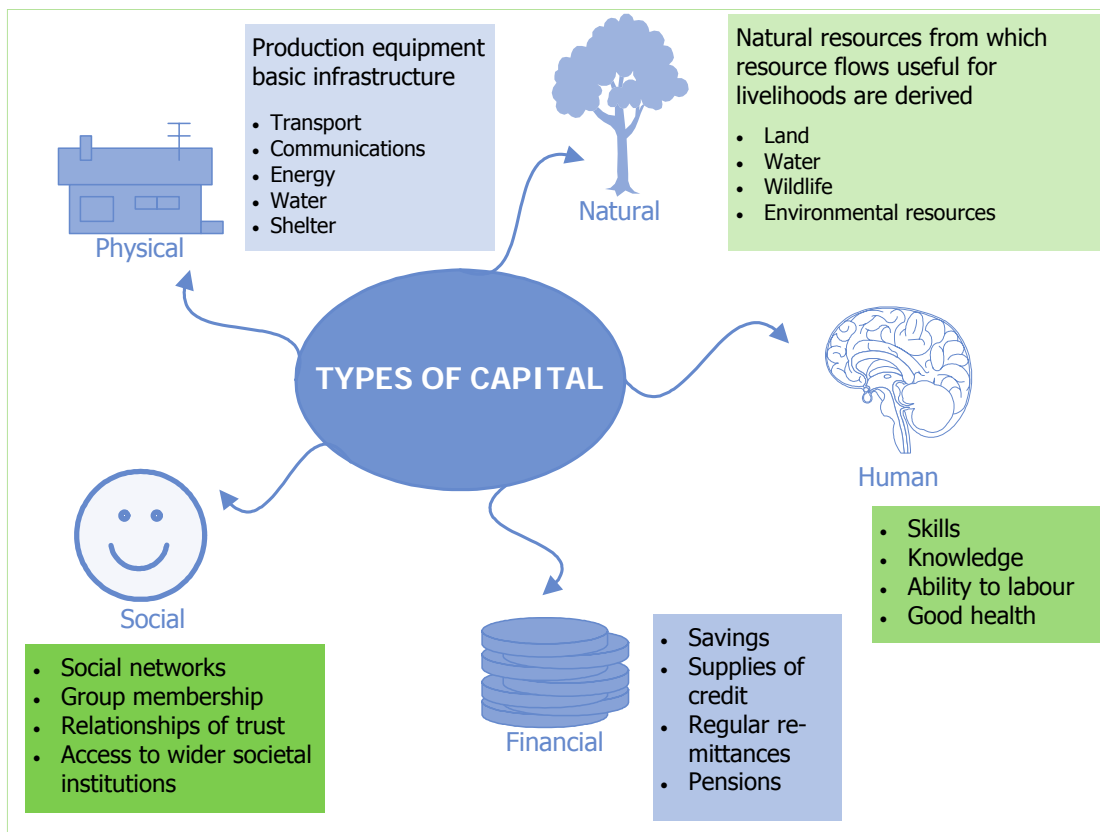 Production equipment
basic infrastructure
• Transport
• Communications
• Energy
• Water
• Shelter
Physical
Natural
Natural resources from which
resource flows useful for
livelihoods are derived
• Land
• Water
• Wildlife
• Environmental resources
TYPES OF CAPITAL
Human
• Skills
• Knowledge
• Ability to labour
• Good health
Social
• Social networks
• Group membership
• Relationships of trust
• Access to wider societal
institutions
Financial
• Savings
• Supplies of
credit
• Regular re-
mittances
• Pensions